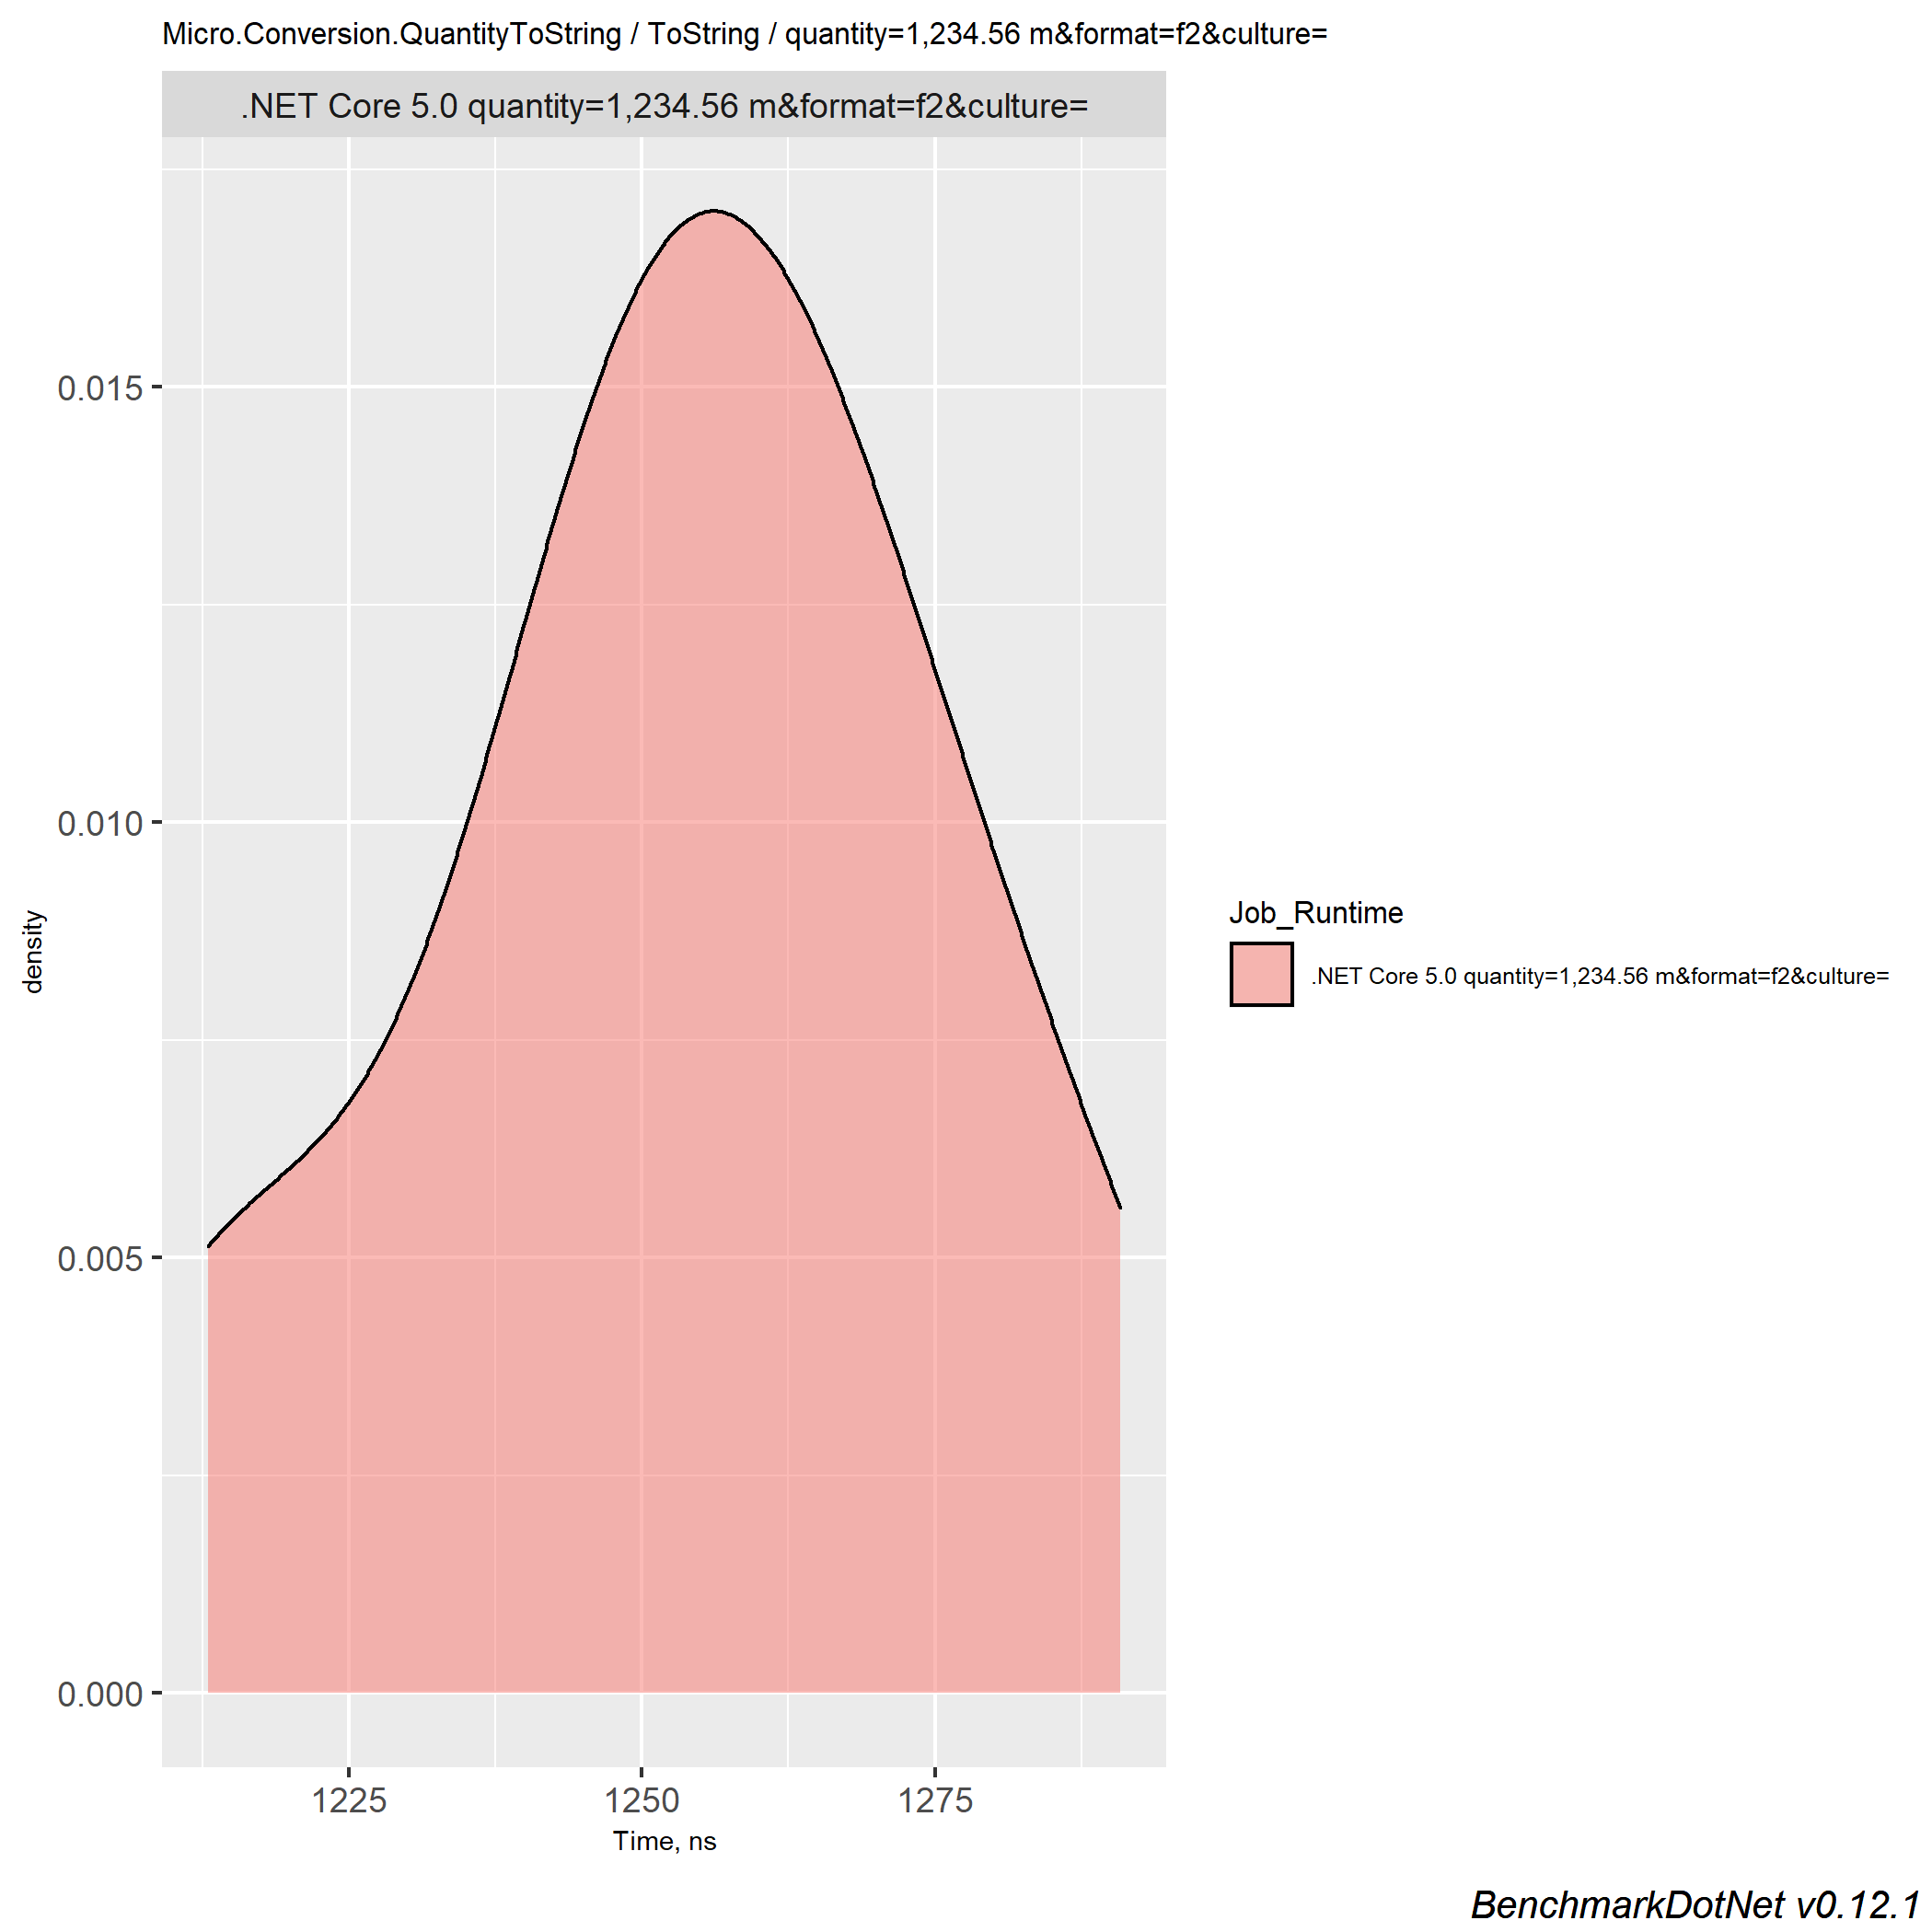 Micro.Conversion.QuantityToString / ToString / quantity=1,234.56 m&format=f2&culture=
.NET Core 5.0 quantity=1,234.56 m&format=f2&culture=
0.015
0.010
0.005
0.000
density
1225 1250 1275
Time, ns
Job_Runtime
.NET Core 5.0 quantity=1,234.56 m&format=f2&culture=
BenchmarkDotNet v0.12.1